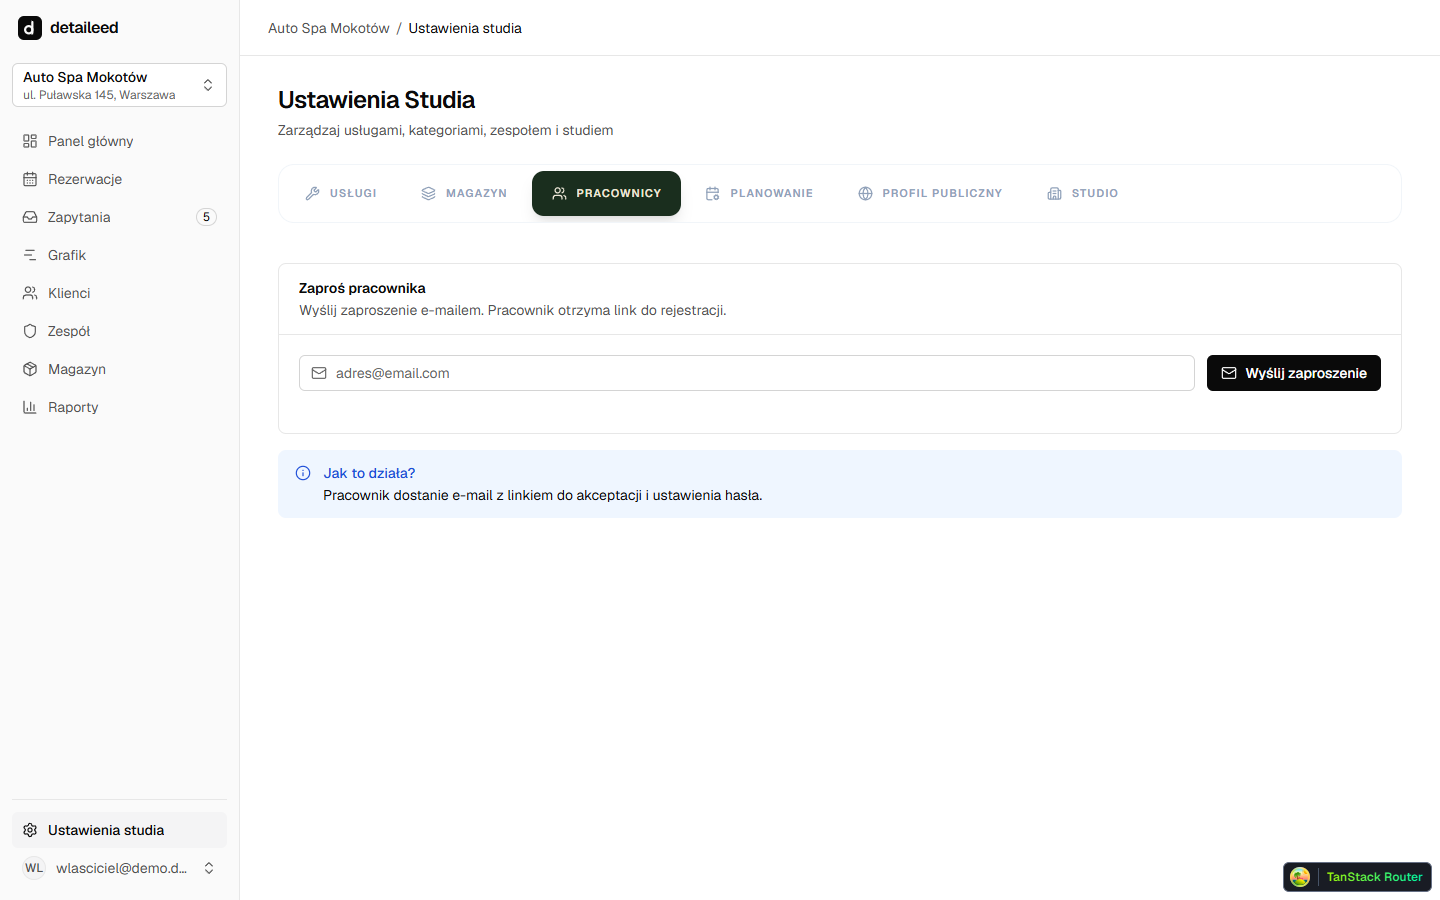 detaileed
Auto Spa Mokotów
ul. Puławska 145, Warszawa
Panel główny
Rezerwacje
Zapytania 5
Grafik
Klienci
Zespół
Magazyn
Raporty
Ustawienia studia
WL wlasciciel@demo.d...
Auto Spa Mokotów / Ustawienia studia
Ustawienia Studia
Zarządzaj usługami, kategoriami, zespołem i studiem
USŁUGI MAGAZYN PRACOWNICY PLANOWANIE PROFIL PUBLICZNY STUDIO
Zaproś pracownika
Wyślij zaproszenie e-mailem. Pracownik otrzyma link do rejestracji.
adres@email.com Wyślij zaproszenie
Jak to działa?
Pracownik dostanie e-mail z linkiem do akceptacji i ustawienia hasła.
TanStack Router